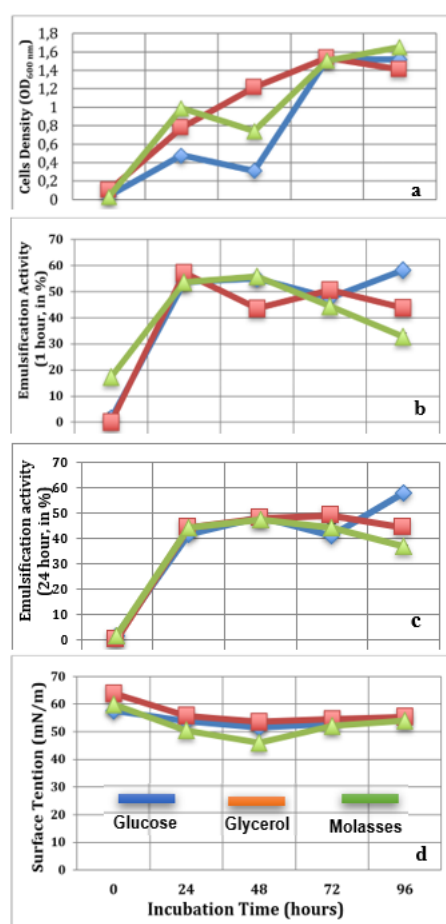 Cells Density (OD600 nm)
1,8
1,6
1,4
1,2
1
0,8
0,6
0,4
0,2
0
a
Emulsification Activity
(1 hour, in %)
70
60
50
40
30
20
10
0
b
Emulsification activity
(24 hour, in %)
70
60
50
40
30
20
10
0
c
Surface Tention (mN/m)
70
60
50
40
30
20
10
0
Glucose Glycerol Molasses
d
0 24 48 72 96
Incubation Time (hours)